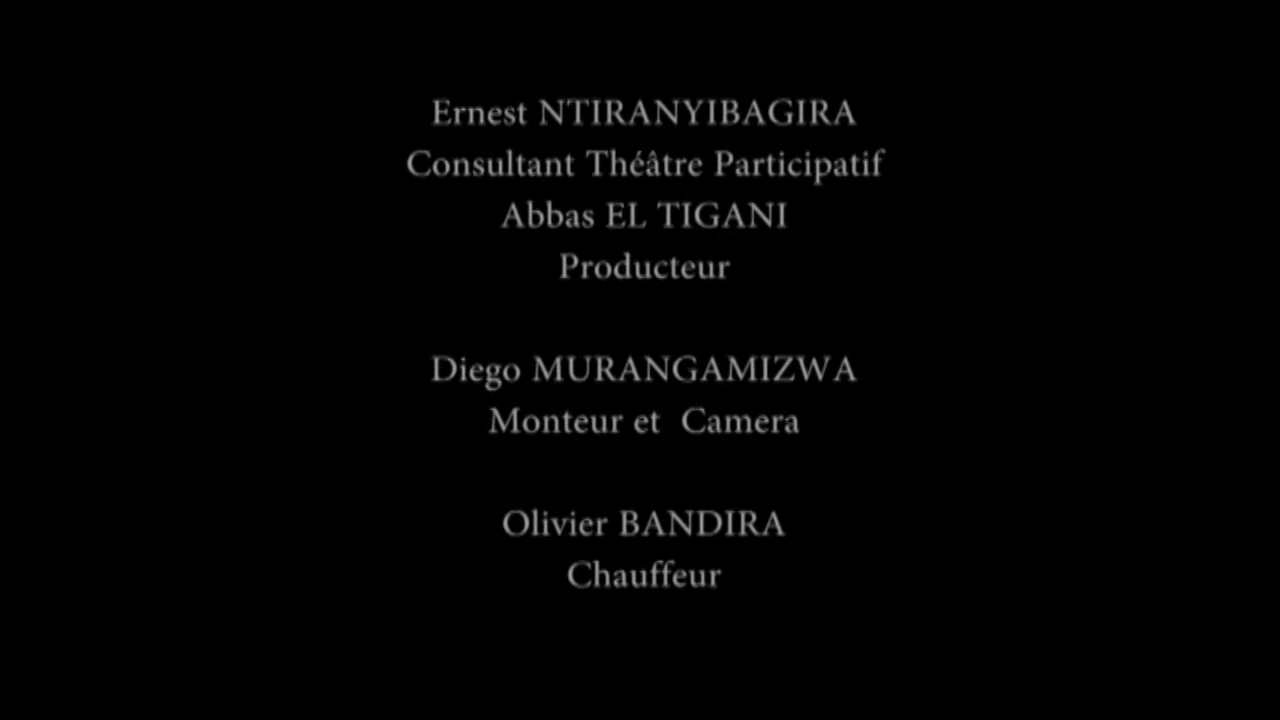 Ernest NTIRANYIBAGIRA
Consultant Théâtre Participatif
Abbas EL TIGANI
Producteur
Diego MURANGAMIZWA
Monteur et  Camera
Olivier BANDIRA
Chauffeur